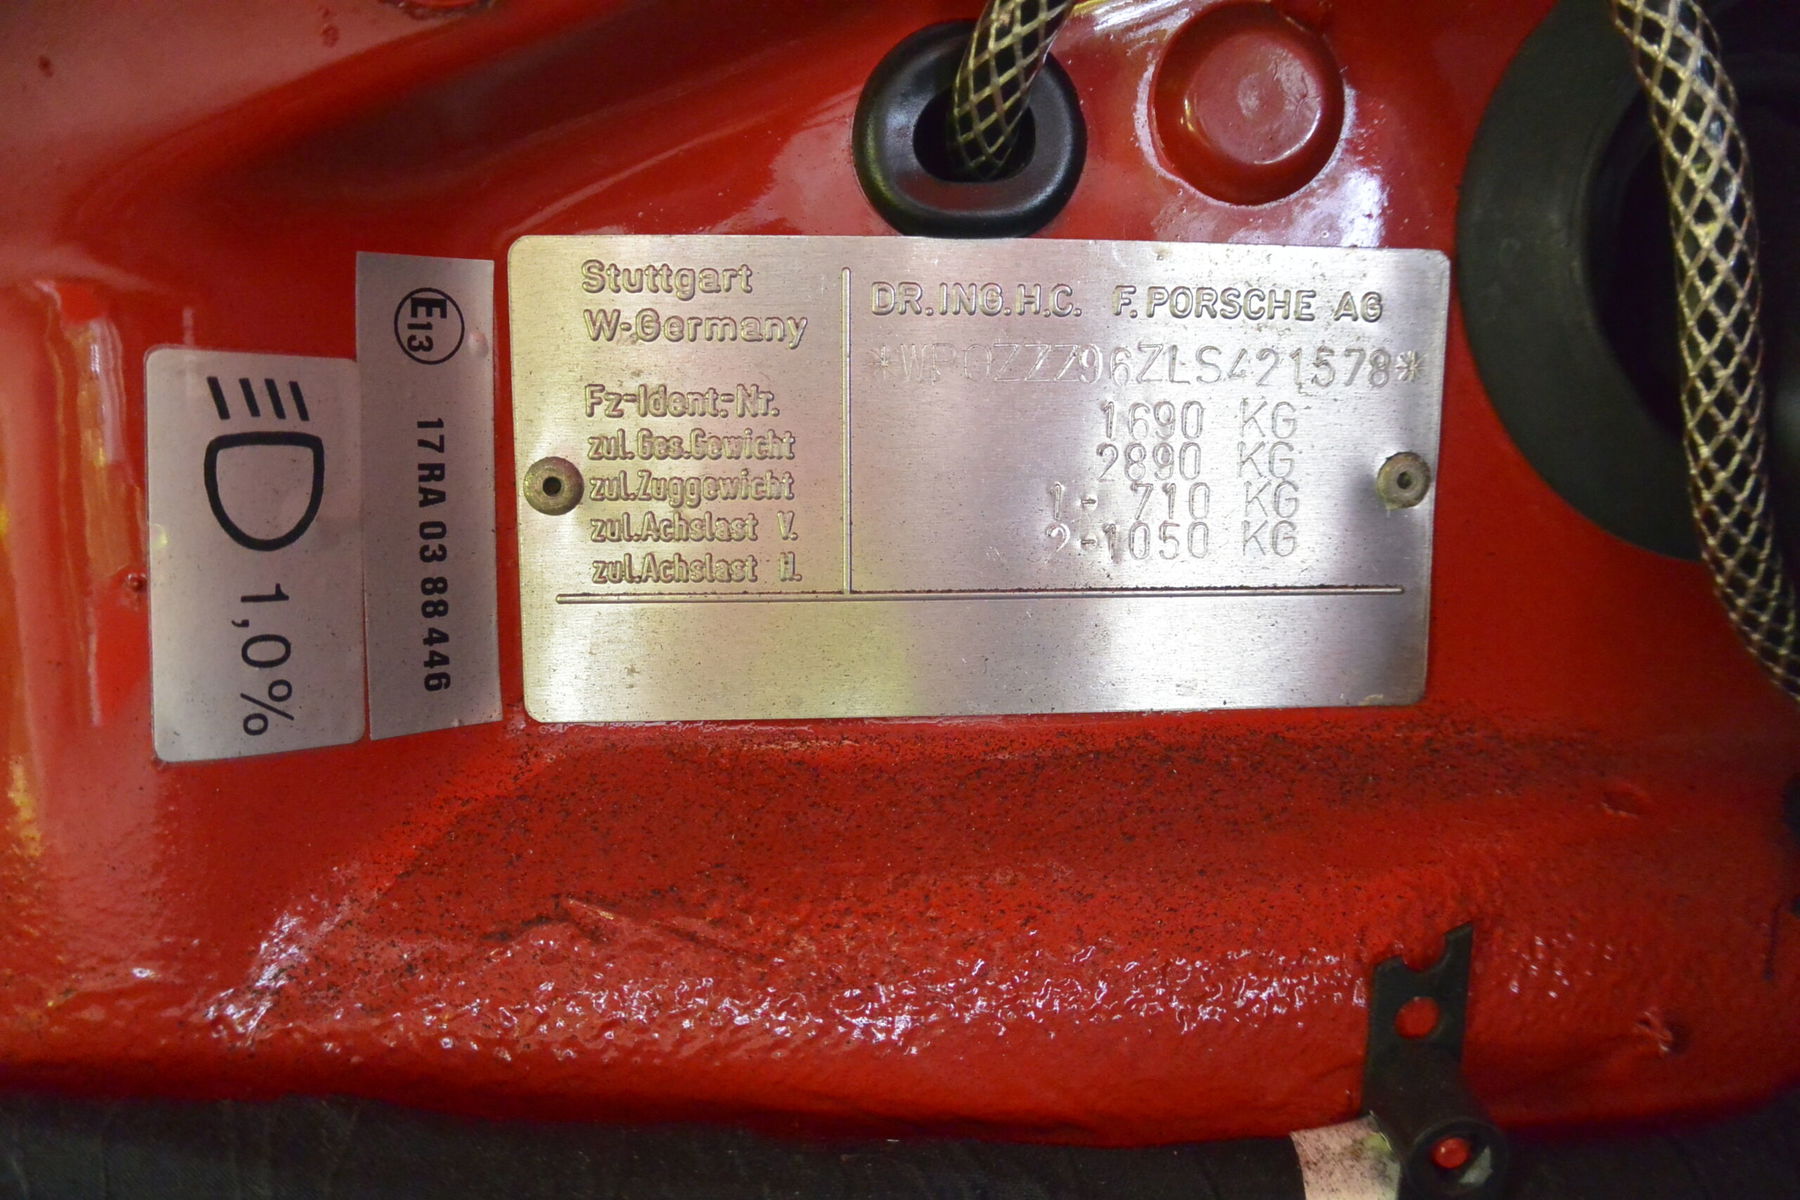 1,0%
E13
17 RA 03 88 446
Stuttgart
W-Germany
Fz-Ident.-Nr.
zul.Ges.Gewicht
zul.Zuggewicht
zul.Achslast V.
zul.Achslast H.
DR.ING.H.C. F.PORSCHE AG
*WP0ZZZ96ZLS421578*
1690 KG
2890 KG
1- 710 KG
2-1050 KG